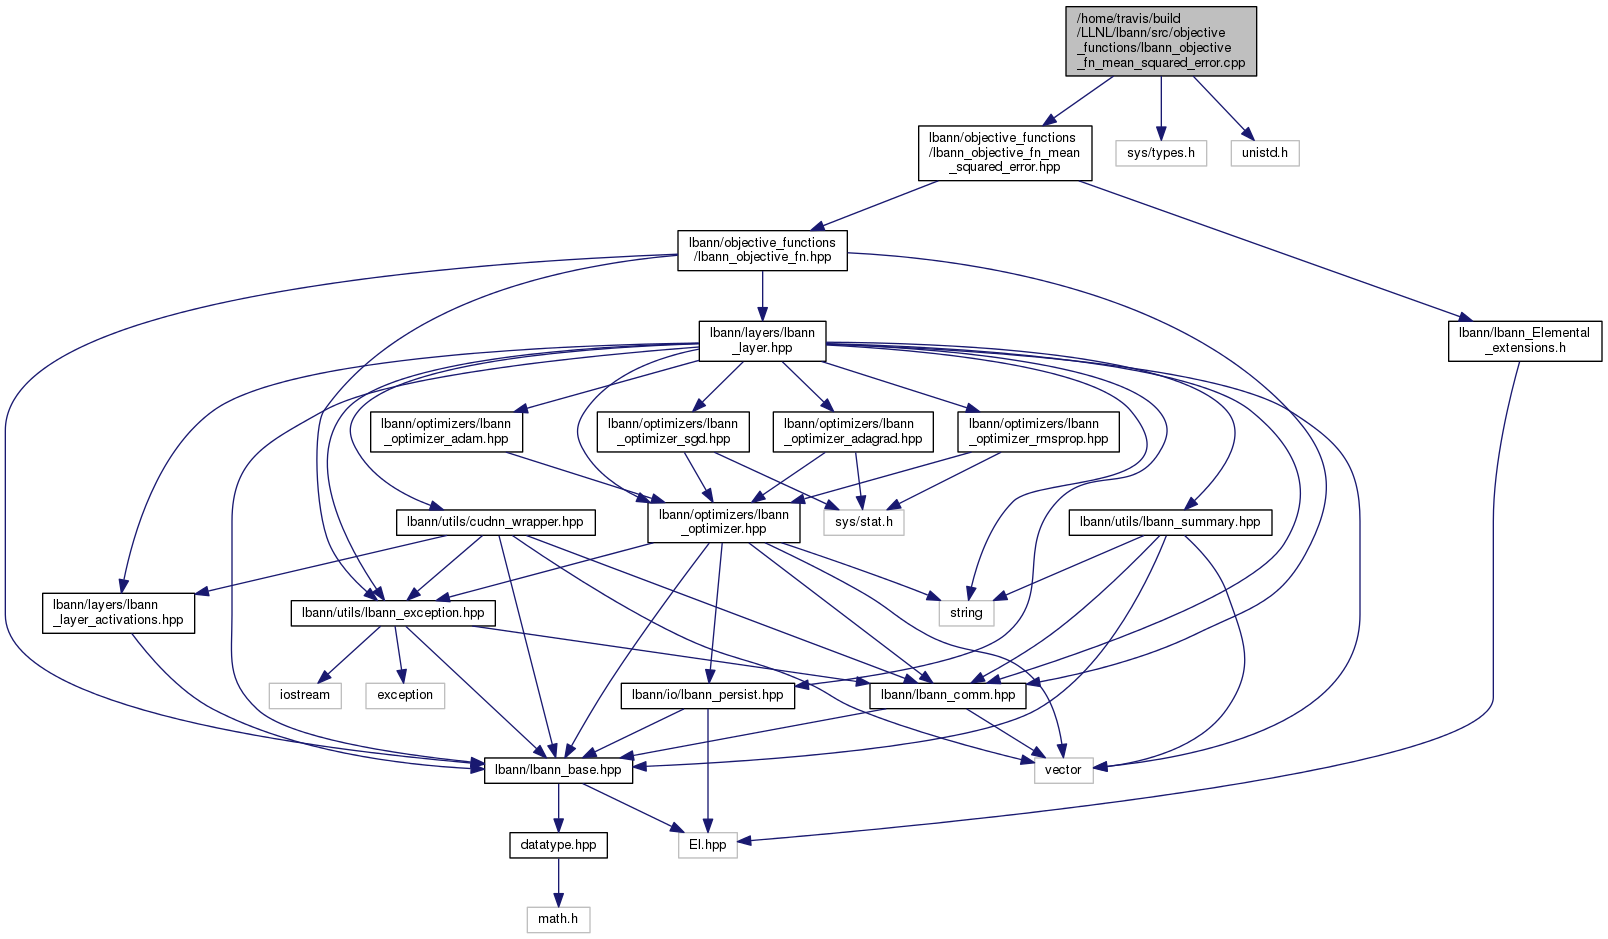 /home/travis/build
/LLNL/lbann/src/objective
_functions/lbann_objective
_fn_mean_squared_error.cpp
lbann/objective_functions
/lbann_objective_fn_mean
_squared_error.hpp
sys/types.h
unistd.h
lbann/objective_functions
/lbann_objective_fn.hpp
lbann/layers/lbann
_layer.hpp
lbann/lbann_Elemental
_extensions.h
lbann/optimizers/lbann
_optimizer_adam.hpp
lbann/optimizers/lbann
_optimizer_sgd.hpp
lbann/optimizers/lbann
_optimizer_adagrad.hpp
lbann/optimizers/lbann
_optimizer_rmsprop.hpp
lbann/utils/cudnn_wrapper.hpp
lbann/optimizers/lbann
_optimizer.hpp
sys/stat.h
lbann/utils/lbann_summary.hpp
lbann/layers/lbann
_layer_activations.hpp
lbann/utils/lbann_exception.hpp
string
iostream
exception
lbann/io/lbann_persist.hpp
lbann/lbann_comm.hpp
lbann/lbann_base.hpp
vector
datatype.hpp
El.hpp
math.h